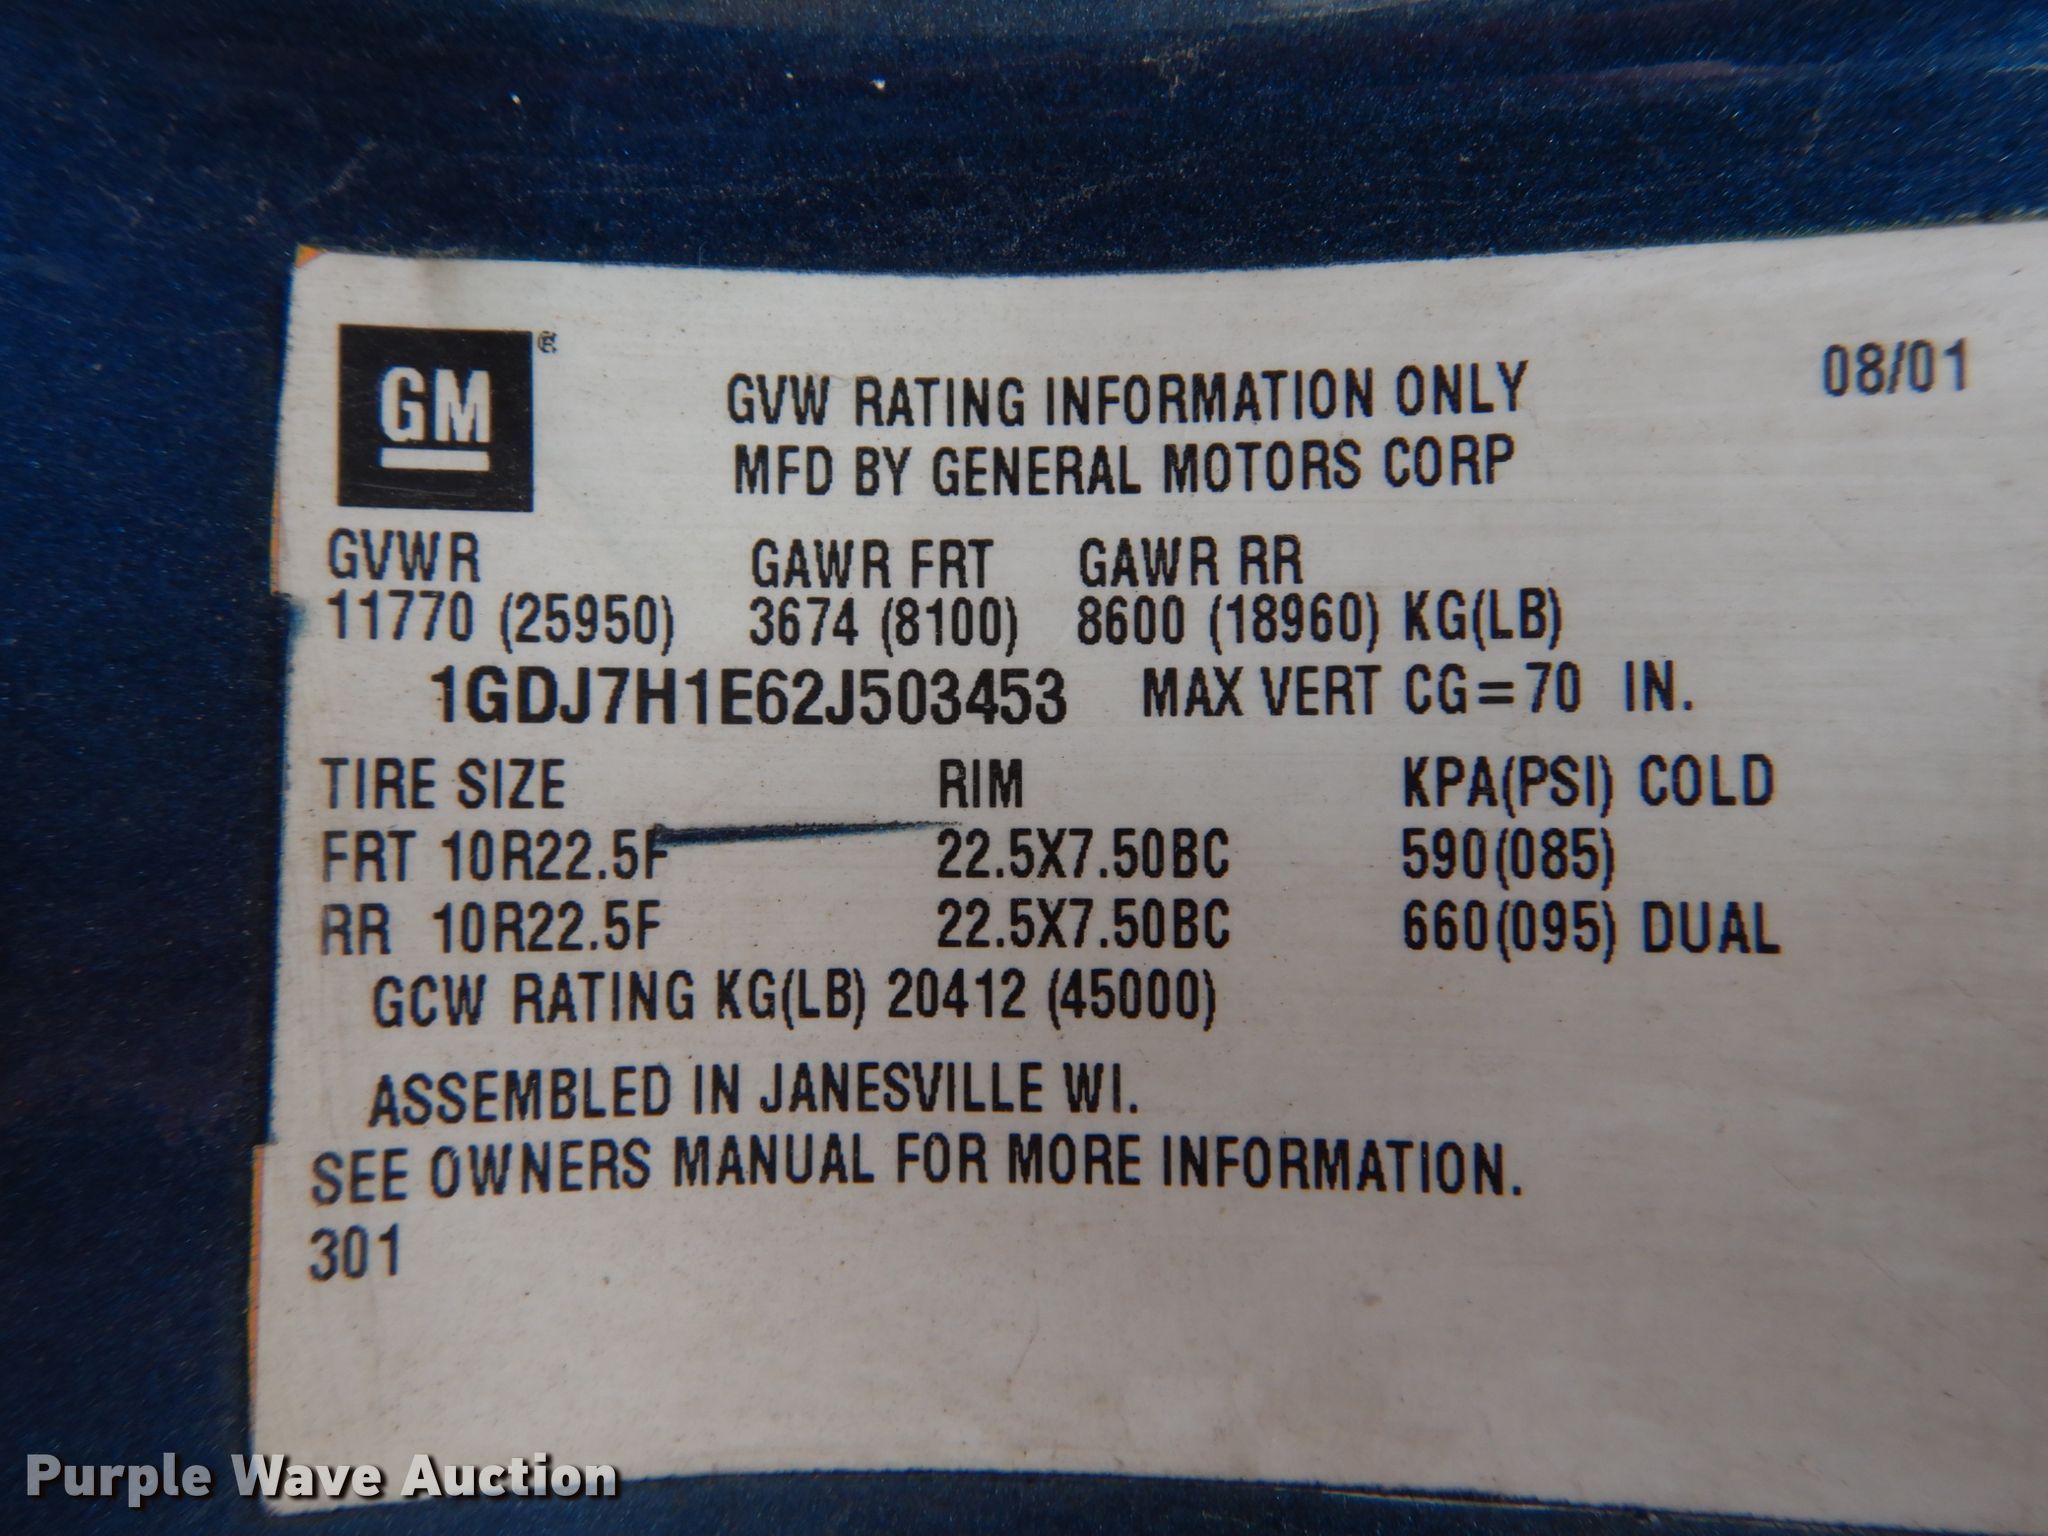 GM®
08/01
GVW RATING INFORMATION ONLY
MFD BY GENERAL MOTORS CORP
GVWR GAWR FRT GAWR RR
11770 (25950) 3674 (8100) 8600 (18960) KG(LB)
1GDJ7H1E62J503453 MAX VERT CG=70 IN.
TIRE SIZE RIM KPA(PSI) COLD
FRT 10R22.5F 22.5X7.50BC 590(085)
RR 10R22.5F 22.5X7.50BC 660(095) DUAL
GCW RATING KG(LB) 20412 (45000)
ASSEMBLED IN JANESVILLE WI.
SEE OWNERS MANUAL FOR MORE INFORMATION.
301
Purple Wave Auction